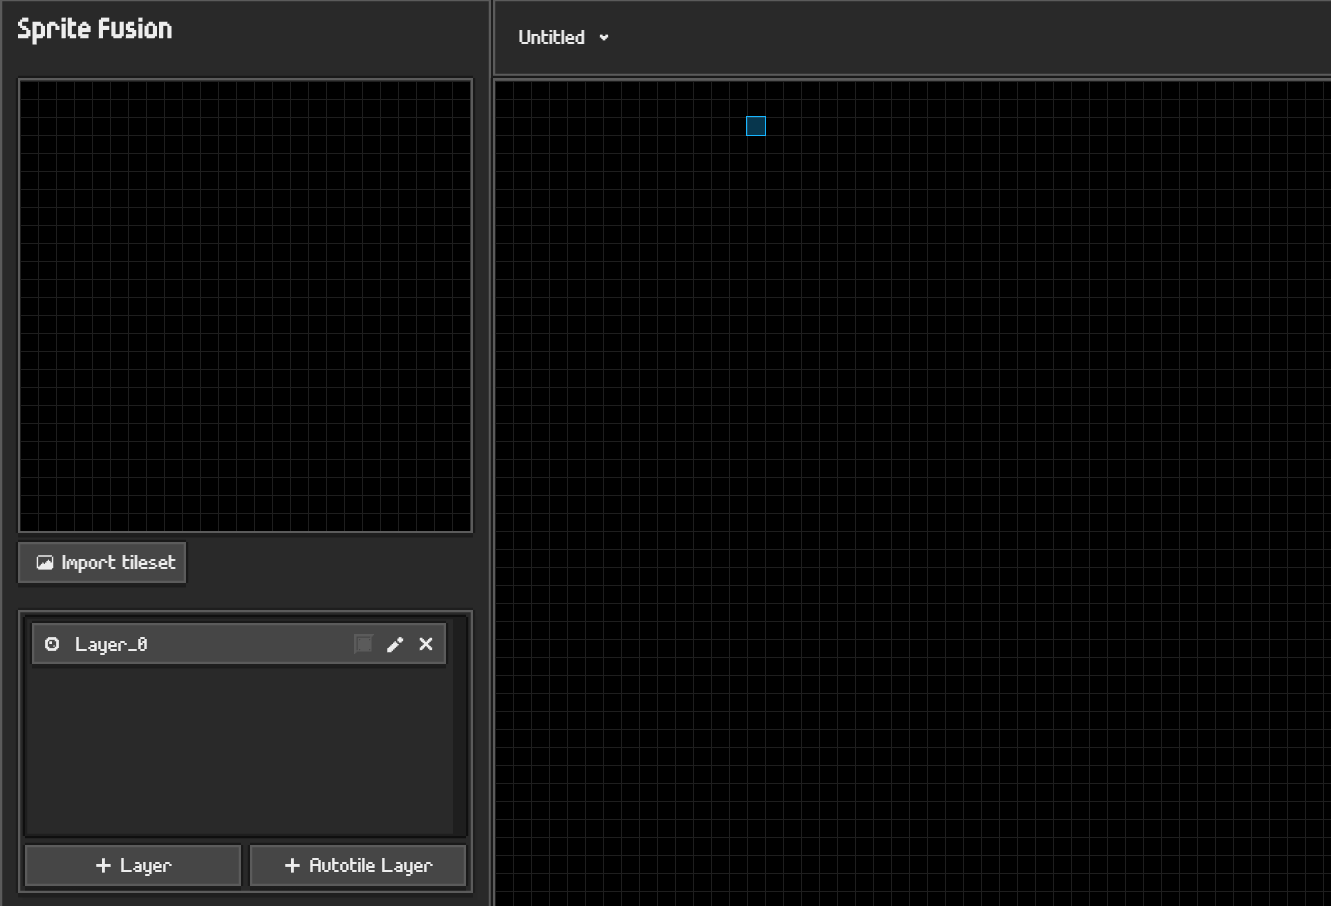 Sprite Fusion
Untitled
Import tileset
Layer_0
+ Layer
+ Autotile Layer